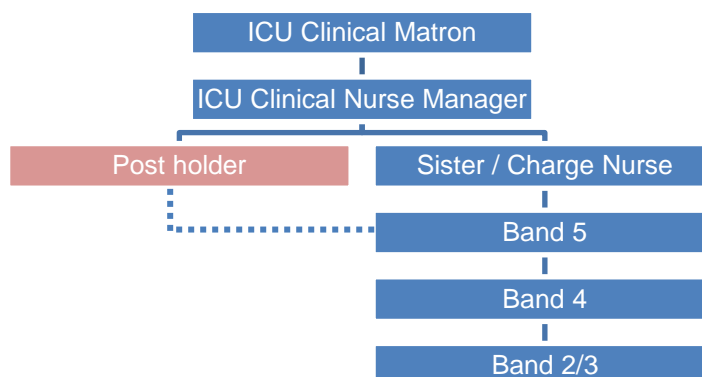 ICU Clinical Matron
ICU Clinical Nurse Manager
Post holder
Sister / Charge Nurse
Band 5
Band 4
Band 2/3